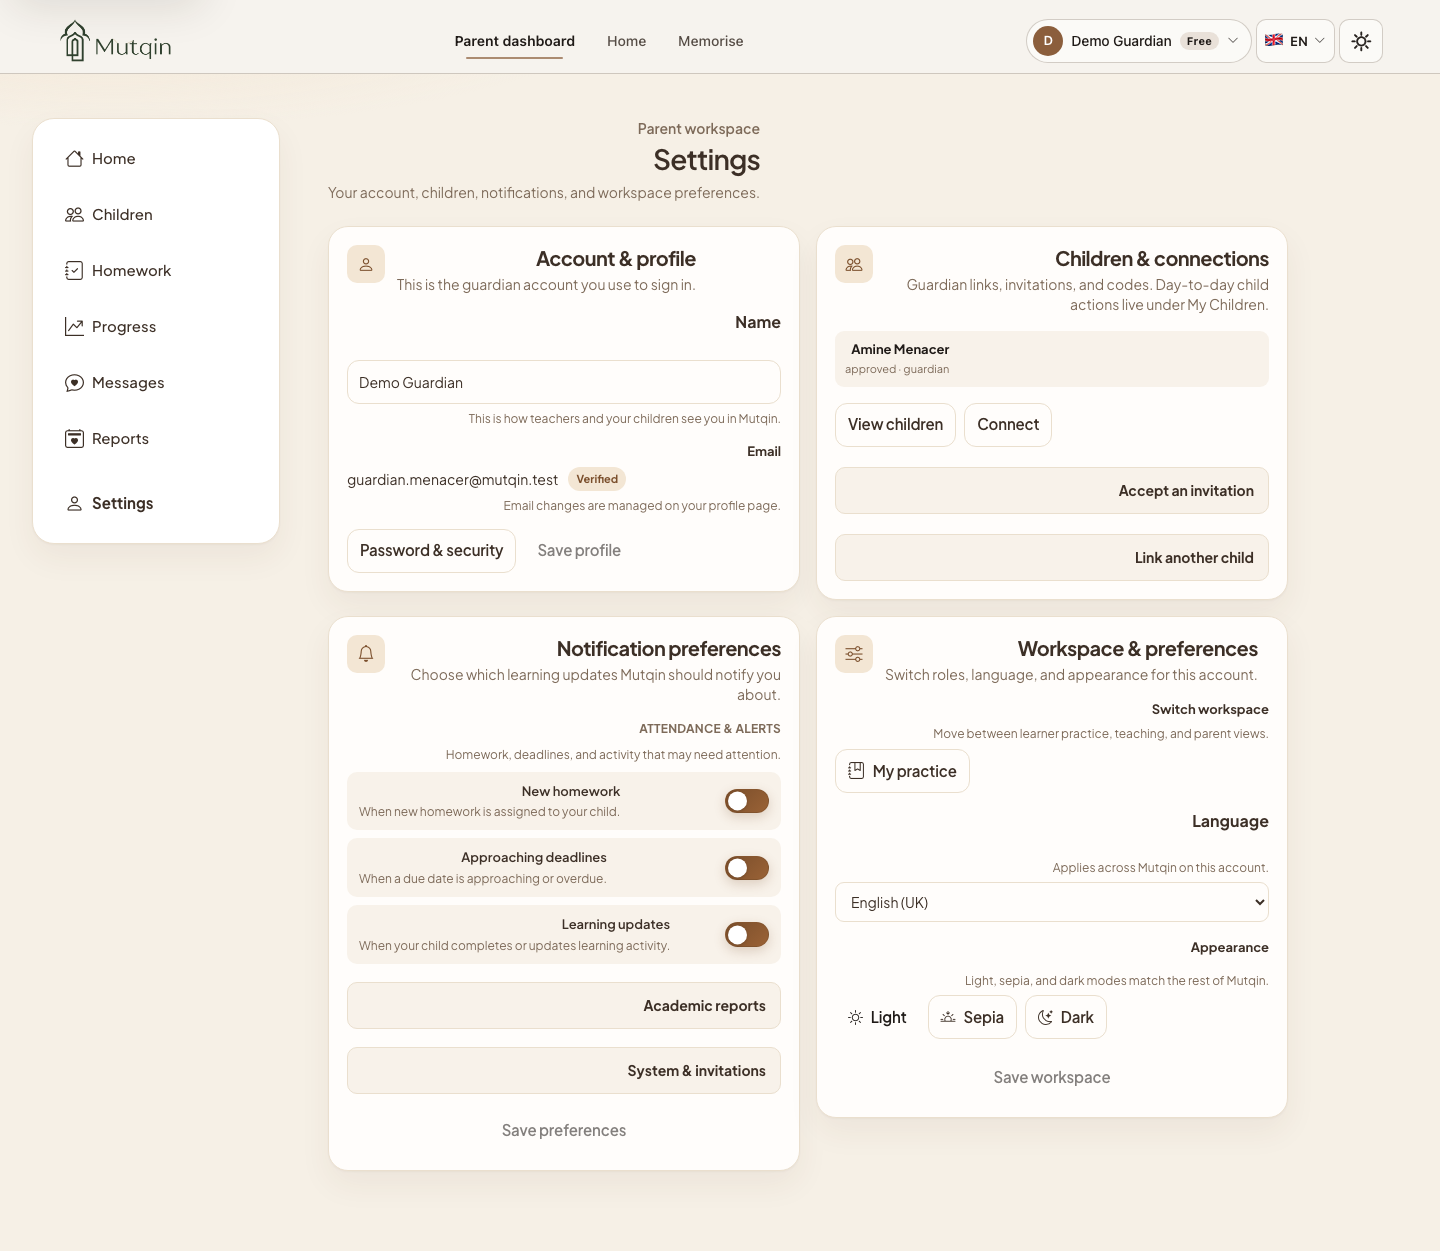 Mutqin
Parent dashboard
Home
Memorise
D
Demo Guardian
Free
EN
Home
Children
Homework
Progress
Messages
Reports
Settings
Parent workspace
Settings
Your account, children, notifications, and workspace preferences.
Account & profile
This is the guardian account you use to sign in.
Name
Demo Guardian
This is how teachers and your children see you in Mutqin.
Email
guardian.menacer@mutqin.test
Verified
Email changes are managed on your profile page.
Password & security
Save profile
Children & connections
Guardian links, invitations, and codes. Day-to-day child
actions live under My Children.
Amine Menacer
approved · guardian
View children
Connect
Accept an invitation
Link another child
Notification preferences
Choose which learning updates Mutqin should notify you
about.
ATTENDANCE & ALERTS
Homework, deadlines, and activity that may need attention.
New homework
When new homework is assigned to your child.
Approaching deadlines
When a due date is approaching or overdue.
Learning updates
When your child completes or updates learning activity.
Academic reports
System & invitations
Save preferences
Workspace & preferences
Switch roles, language, and appearance for this account.
Switch workspace
Move between learner practice, teaching, and parent views.
My practice
Language
Applies across Mutqin on this account.
English (UK)
Appearance
Light, sepia, and dark modes match the rest of Mutqin.
Light
Sepia
Dark
Save workspace